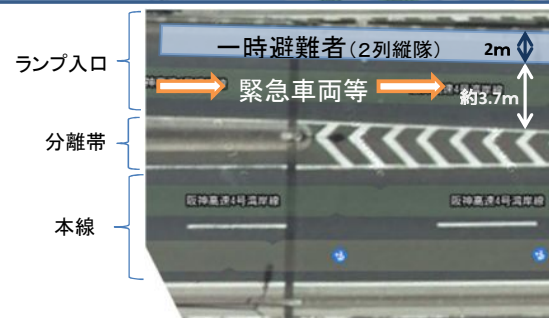 ランプ入口
分離帯
本線
一時避難者（２列縦隊）
2m
緊急車両等
約3.7m
阪神高速4号湾岸線
阪神高速4号湾岸線